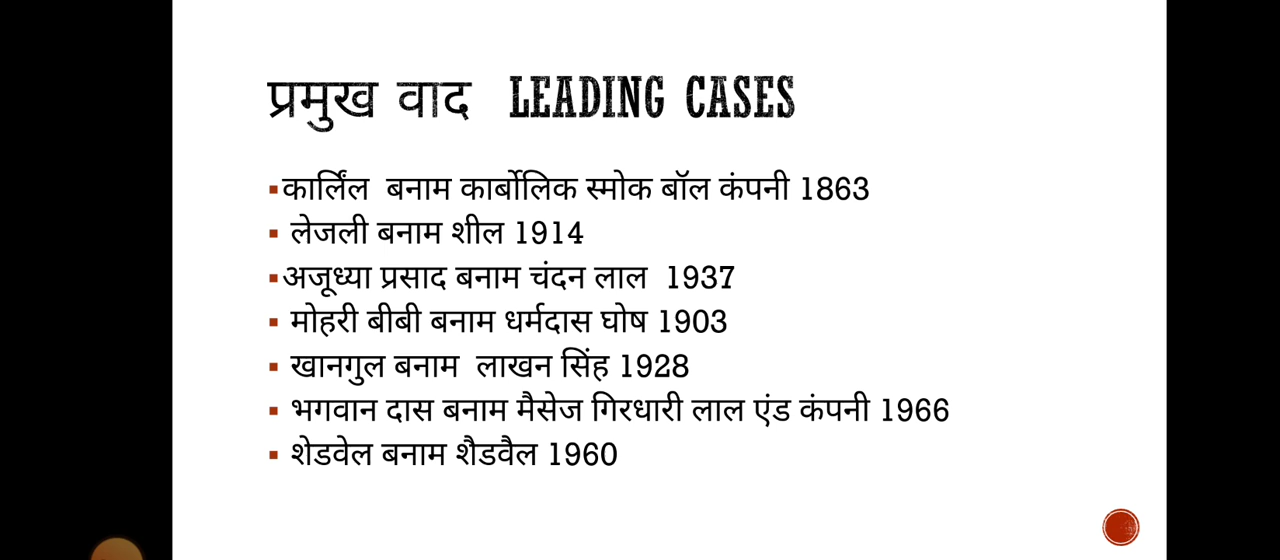 प्रमुख वाद LEADING CASES
▪कार्लिंल बनाम कार्बोलिक स्मोक बॉल कंपनी 1863
▪ लेजली बनाम शील 1914
▪अजूध्या प्रसाद बनाम चंदन लाल 1937
▪ मोहरी बीबी बनाम धर्मदास घोष 1903
▪ खानगुल बनाम लाखन सिंह 1928
▪ भगवान दास बनाम मैसेज गिरधारी लाल एंड कंपनी 1966
▪ शेडवेल बनाम शैडवैल 1960